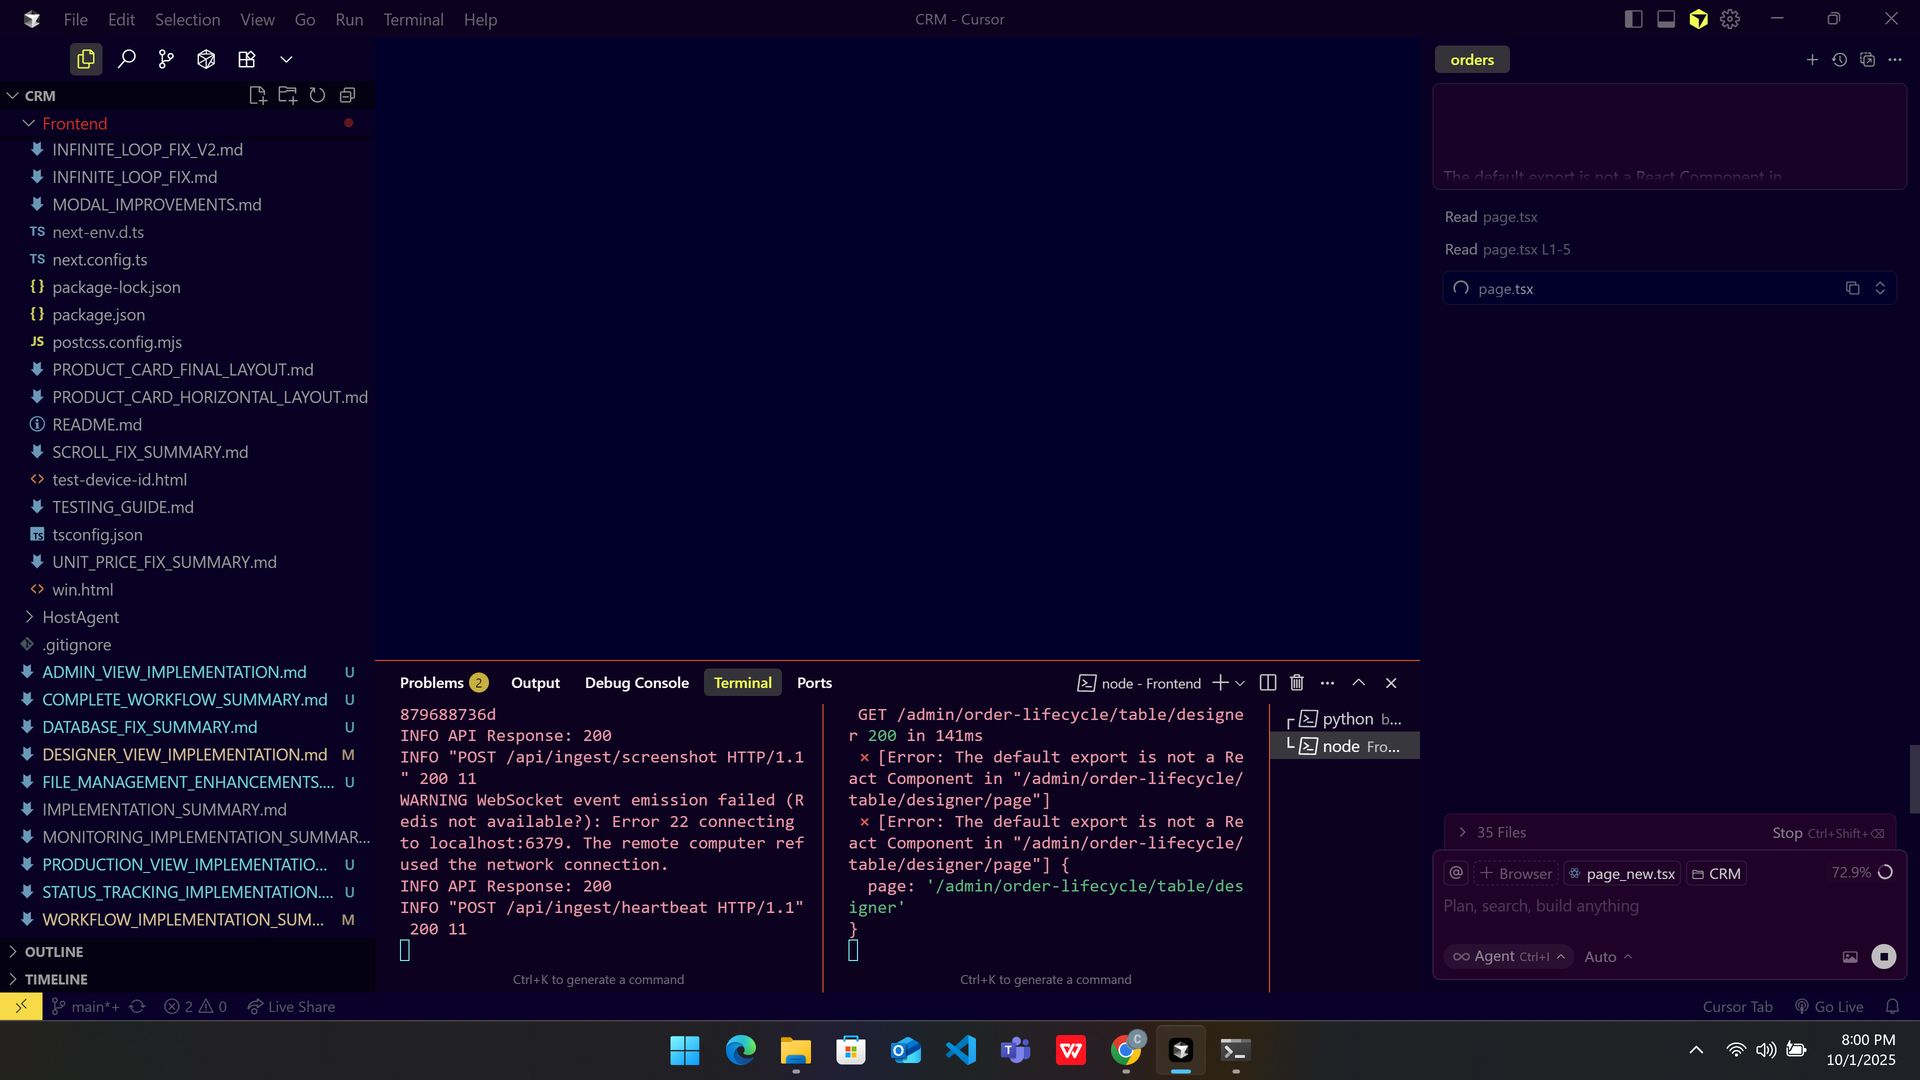 File Edit Selection View Go Run Terminal Help
CRM - Cursor
CRM
Frontend
INFINITE_LOOP_FIX_V2.md
INFINITE_LOOP_FIX.md
MODAL_IMPROVEMENTS.md
TS next-env.d.ts
TS next.config.ts
{} package-lock.json
{} package.json
JS postcss.config.mjs
PRODUCT_CARD_FINAL_LAYOUT.md
PRODUCT_CARD_HORIZONTAL_LAYOUT.md
README.md
SCROLL_FIX_SUMMARY.md
<> test-device-id.html
TESTING_GUIDE.md
TS tsconfig.json
UNIT_PRICE_FIX_SUMMARY.md
<> win.html
HostAgent
.gitignore
ADMIN_VIEW_IMPLEMENTATION.md U
COMPLETE_WORKFLOW_SUMMARY.md U
DATABASE_FIX_SUMMARY.md U
DESIGNER_VIEW_IMPLEMENTATION.md M
FILE_MANAGEMENT_ENHANCEMENTS.... U
IMPLEMENTATION_SUMMARY.md
MONITORING_IMPLEMENTATION_SUMMAR...
PRODUCTION_VIEW_IMPLEMENTATIO... U
STATUS_TRACKING_IMPLEMENTATION.... U
WORKFLOW_IMPLEMENTATION_SUM... M
OUTLINE
TIMELINE
Problems 2 Output Debug Console Terminal Ports
node - Frontend
879688736d
INFO API Response: 200
INFO "POST /api/ingest/screenshot HTTP/1.1
" 200 11
WARNING WebSocket event emission failed (R
edis not available?): Error 22 connecting
to localhost:6379. The remote computer ref
used the network connection.
INFO API Response: 200
INFO "POST /api/ingest/heartbeat HTTP/1.1"
200 11
Ctrl+K to generate a command
GET /admin/order-lifecycle/table/designe
r 200 in 141ms
⨯ [Error: The default export is not a Re
act Component in "/admin/order-lifecycle/
table/designer/page"]
⨯ [Error: The default export is not a Re
act Component in "/admin/order-lifecycle/
table/designer/page"] {
page: '/admin/order-lifecycle/table/des
igner'
}
Ctrl+K to generate a command
python b...
node Fro...
orders
The default export is not a React Component in
Read page.tsx
Read page.tsx L1-5
page.tsx
35 Files
Stop Ctrl+Shift+⌫
@ + Browser page_new.tsx CRM 72.9%
Plan, search, build anything
∞ Agent Ctrl+I Auto
main*+ 2 0 Live Share
Cursor Tab Go Live
C
8:00 PM
10/1/2025